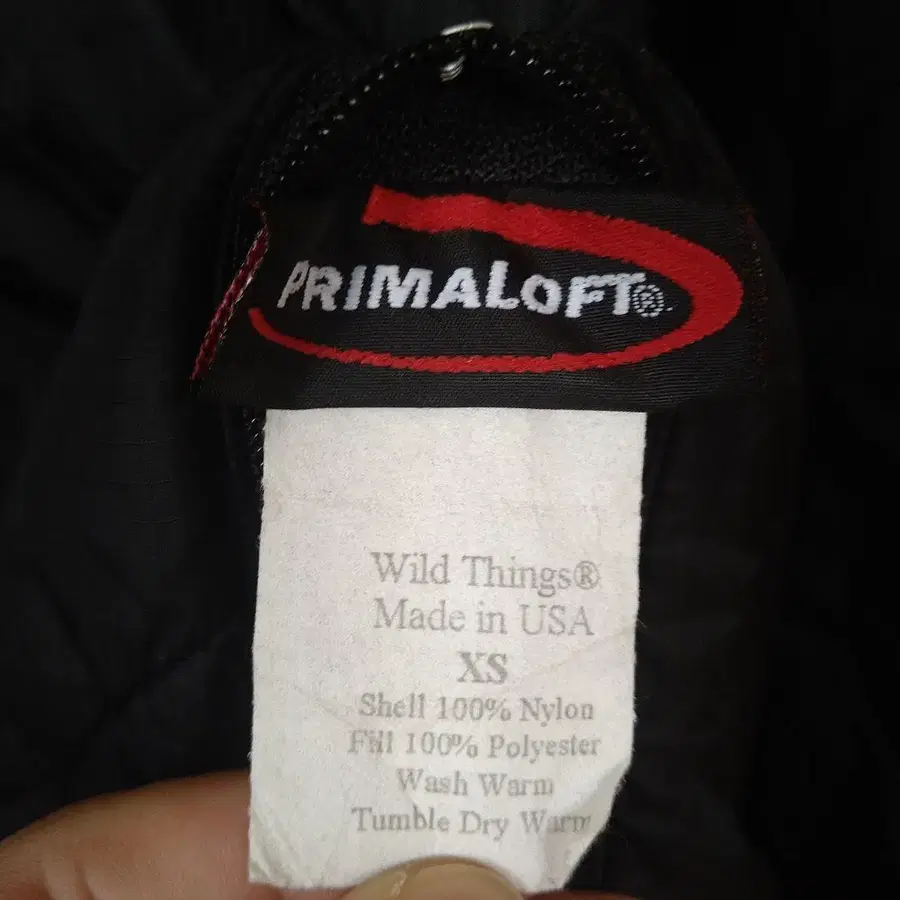 PRIMALOFT®
Wild Things®
Made in USA
XS
Shell 100% Nylon
Fill 100% Polyester
Wash Warm
Tumble Dry Warm